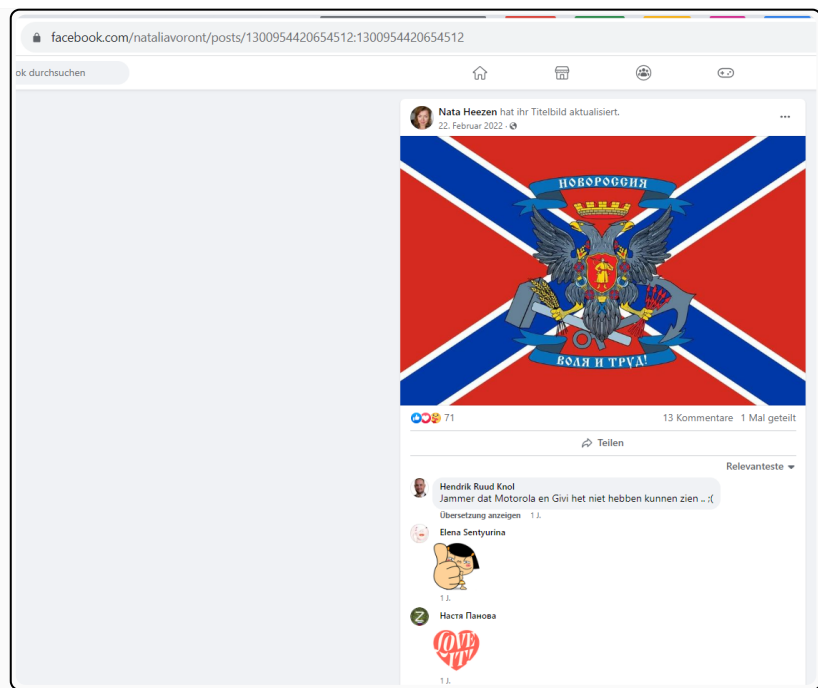 facebook.com/nataliavoront/posts/1300954420654512:1300954420654512
ok durchsuchen
Nata Heezen hat ihr Titelbild aktualisiert.
22. Februar 2022 ·
НОВОРОССИЯ
ВОЛЯ И ТРУД!
71
13 Kommentare 1 Mal geteilt
Teilen
Relevanteste
Hendrik Ruud Knol
Jammer dat Motorola en Givi het niet hebben kunnen zien .. ;(
Übersetzung anzeigen 1 J.
Elena Sentyurina
1 J.
Z
Настя Панова
LOVE IT!
1 J.